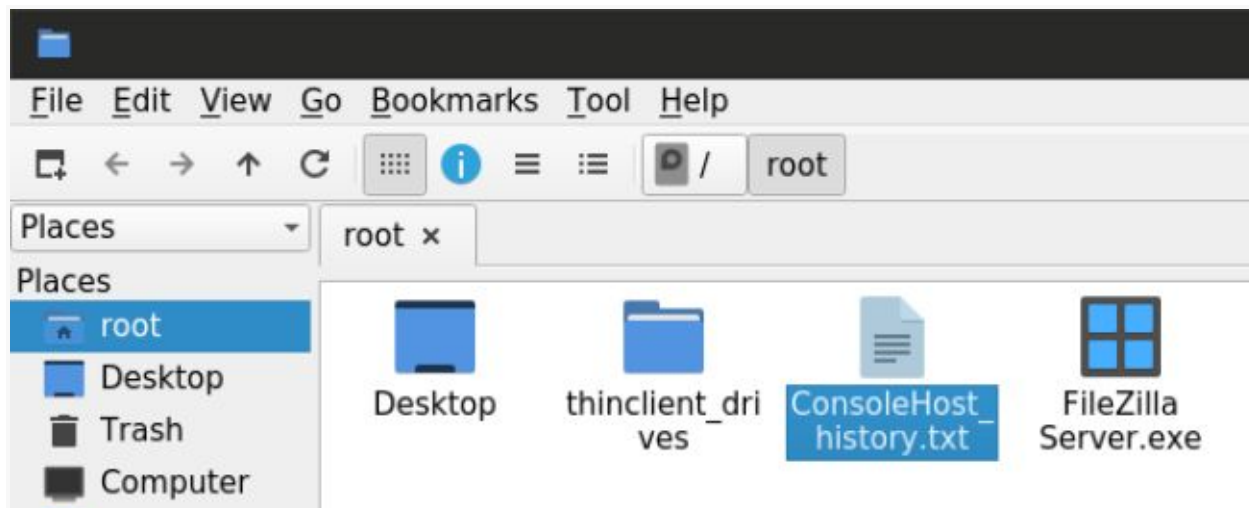 File Edit View Go Bookmarks Tool Help
/ root
Places
root ×
Places
root
Desktop
Trash
Computer
Desktop
thinclient_dri
ves
ConsoleHost_
history.txt
FileZilla
Server.exe